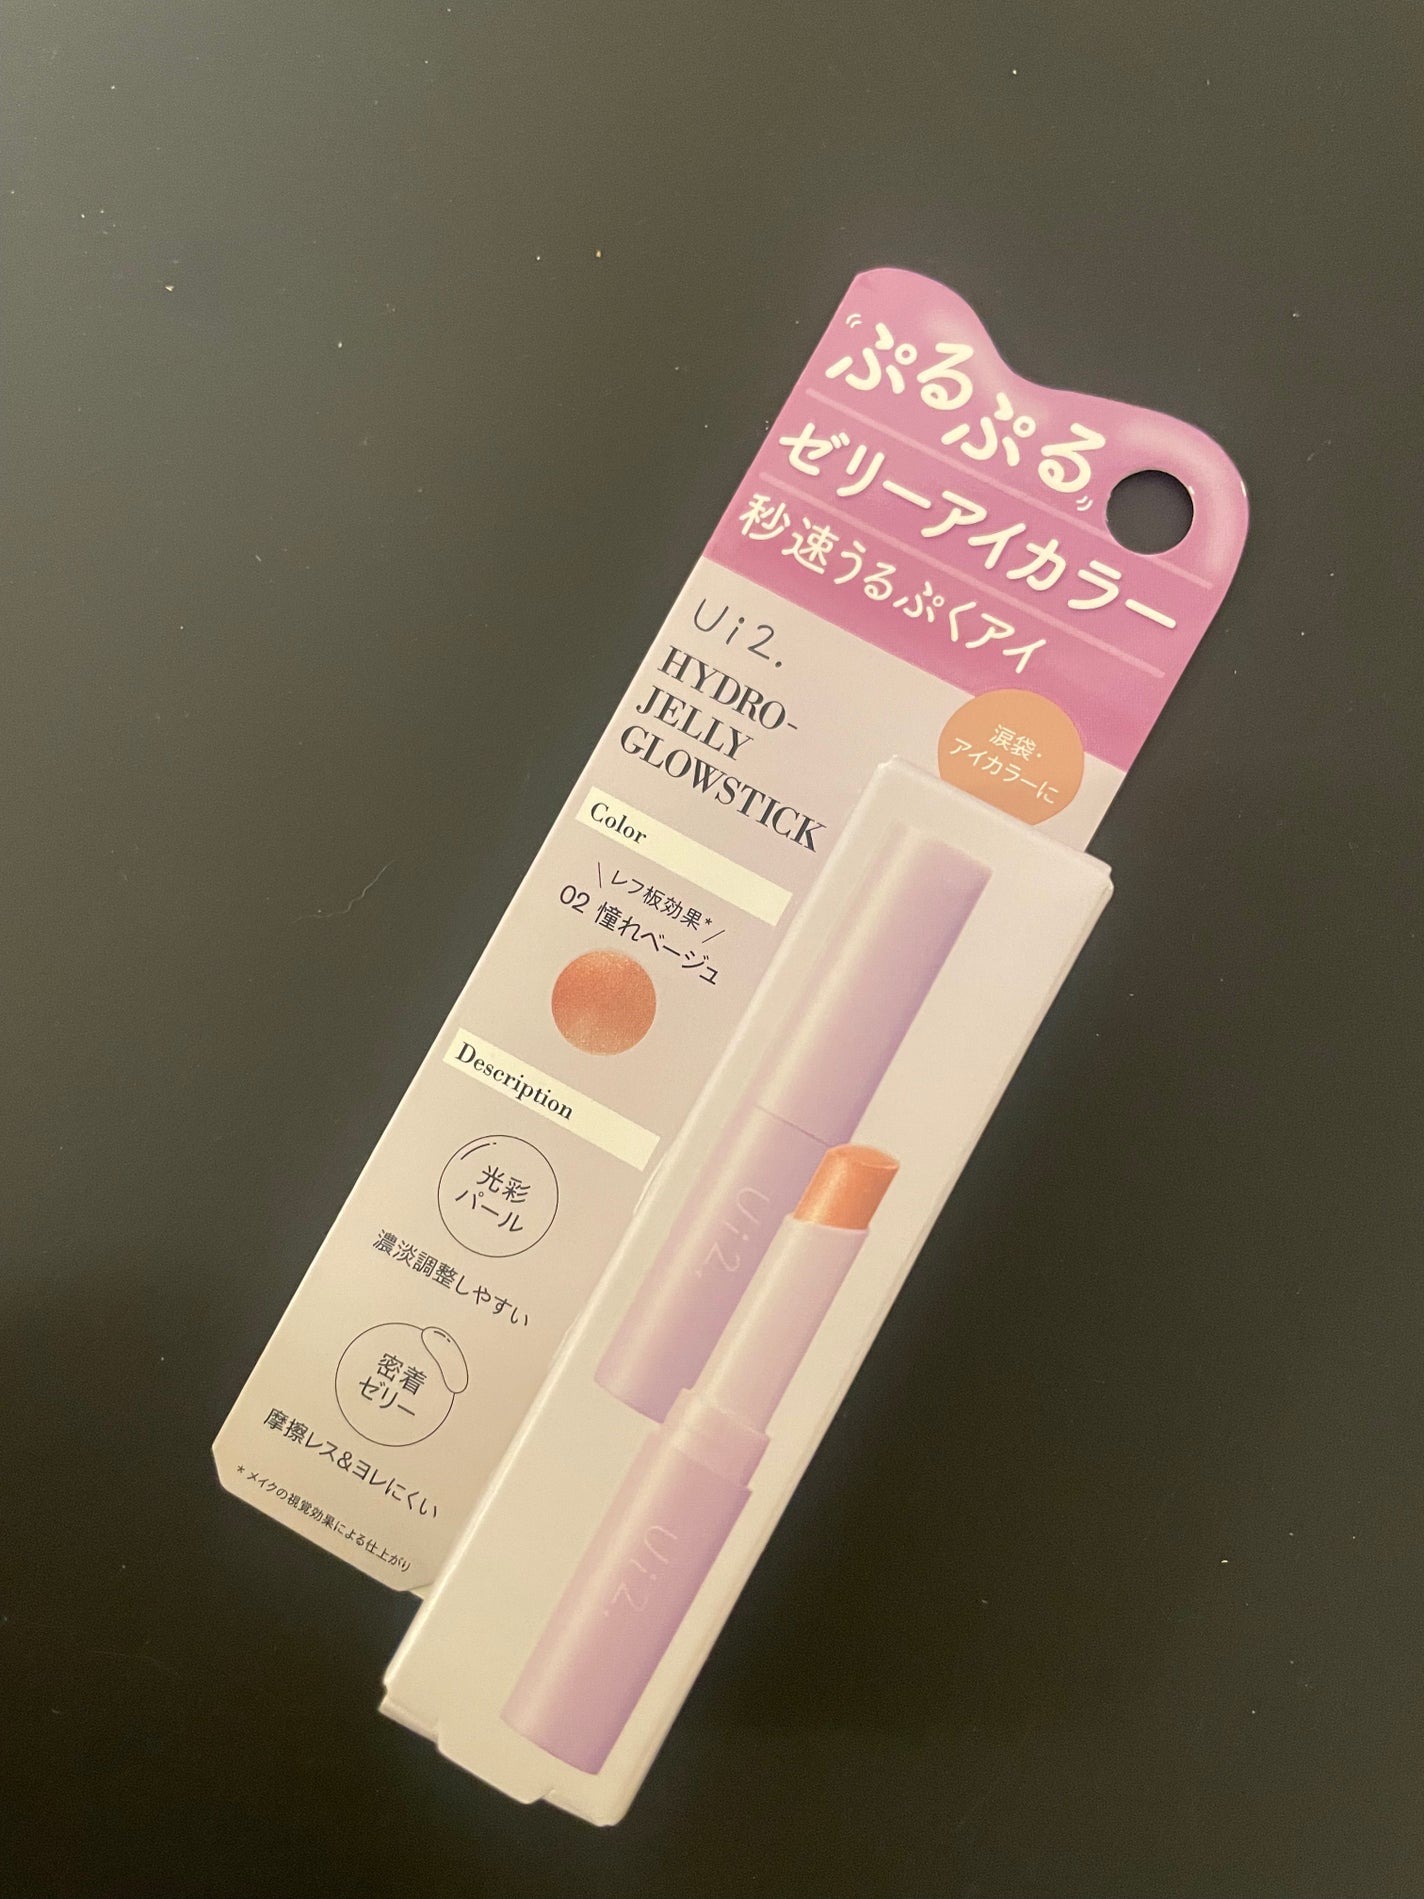 ぷるぷる
ゼリーアイカラー
秒速うるぷくアイ
Ui2.
HYDRO-
JELLY
GLOWSTICK
涙袋・
アイカラーに
Color
レフ板効果*
02 憧れベージュ
Description
光彩
パール
濃淡調整しやすい
密着
ゼリー
摩擦レス&ヨレにくい
* メイクの視覚効果による仕上がり
Ui2.
Ui2.